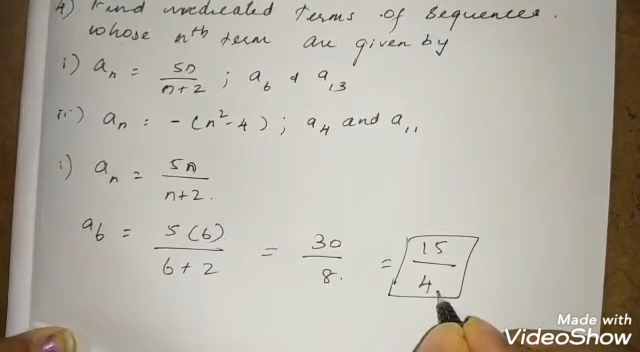 4) Find indicated terms of sequences.
whose nth term are given by
i) aₙ = 5n/n+2 ; a₆ & a₁₃
ii) aₙ = -(n²-4) ; a₄ and a₁₁
i) aₙ = 5n/n+2.
a₆ = 5(6)/6+2 = 30/8. = 15/4
Made with
VideoShow